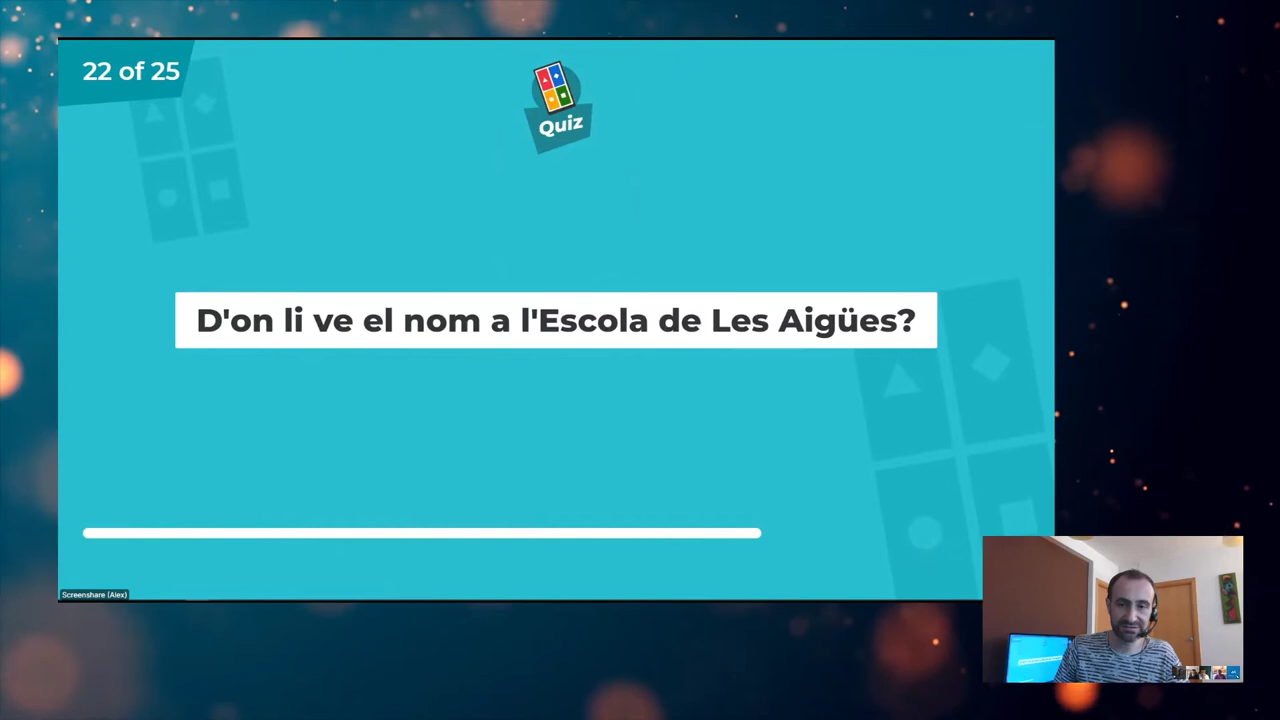 22 of 25
Quiz
D'on li ve el nom a l'Escola de Les Aigües?
Screenshare (Alex)